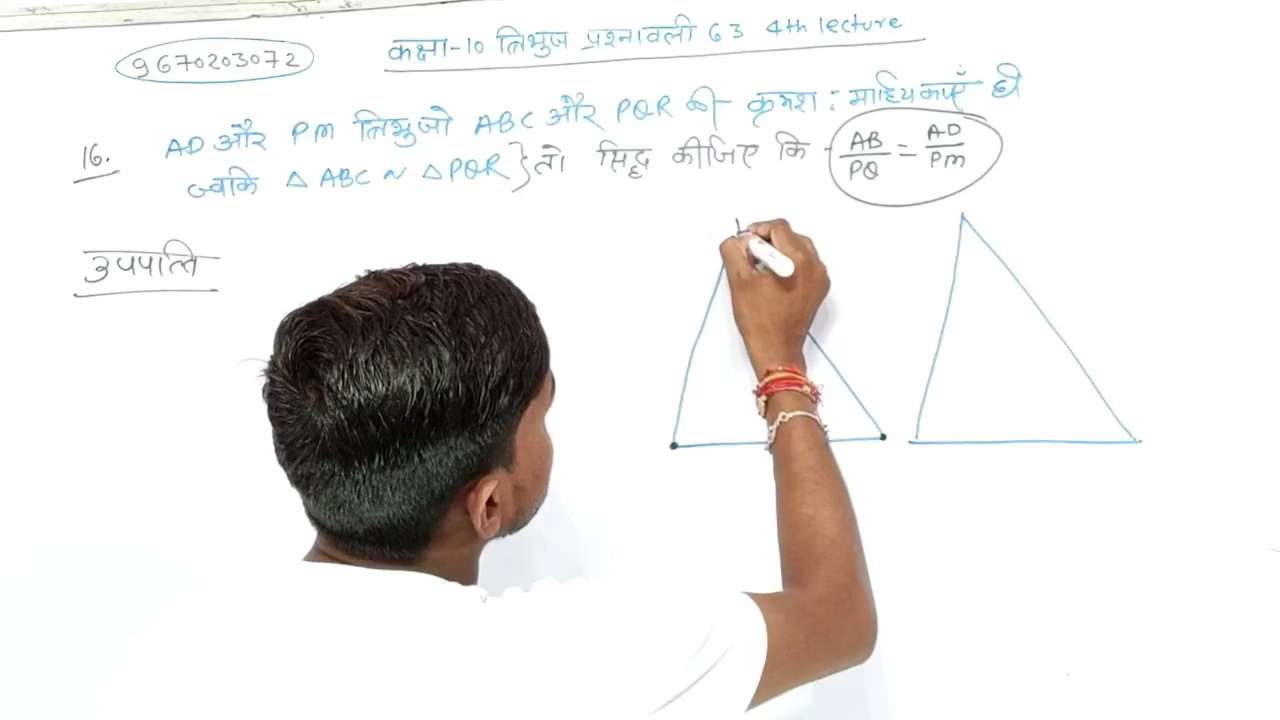 कक्षा-10 त्रिभुज प्रश्नावली 6 3 4th lecture
9670203072
16. AD और PM त्रिभुजो ABC और PQR की क्रमश: माध्यिकाएँ है
जबकि △ ABC ~ △ PQR } तो सिद्ध कीजिए कि - AB/PQ = AD/PM
उपपत्ति